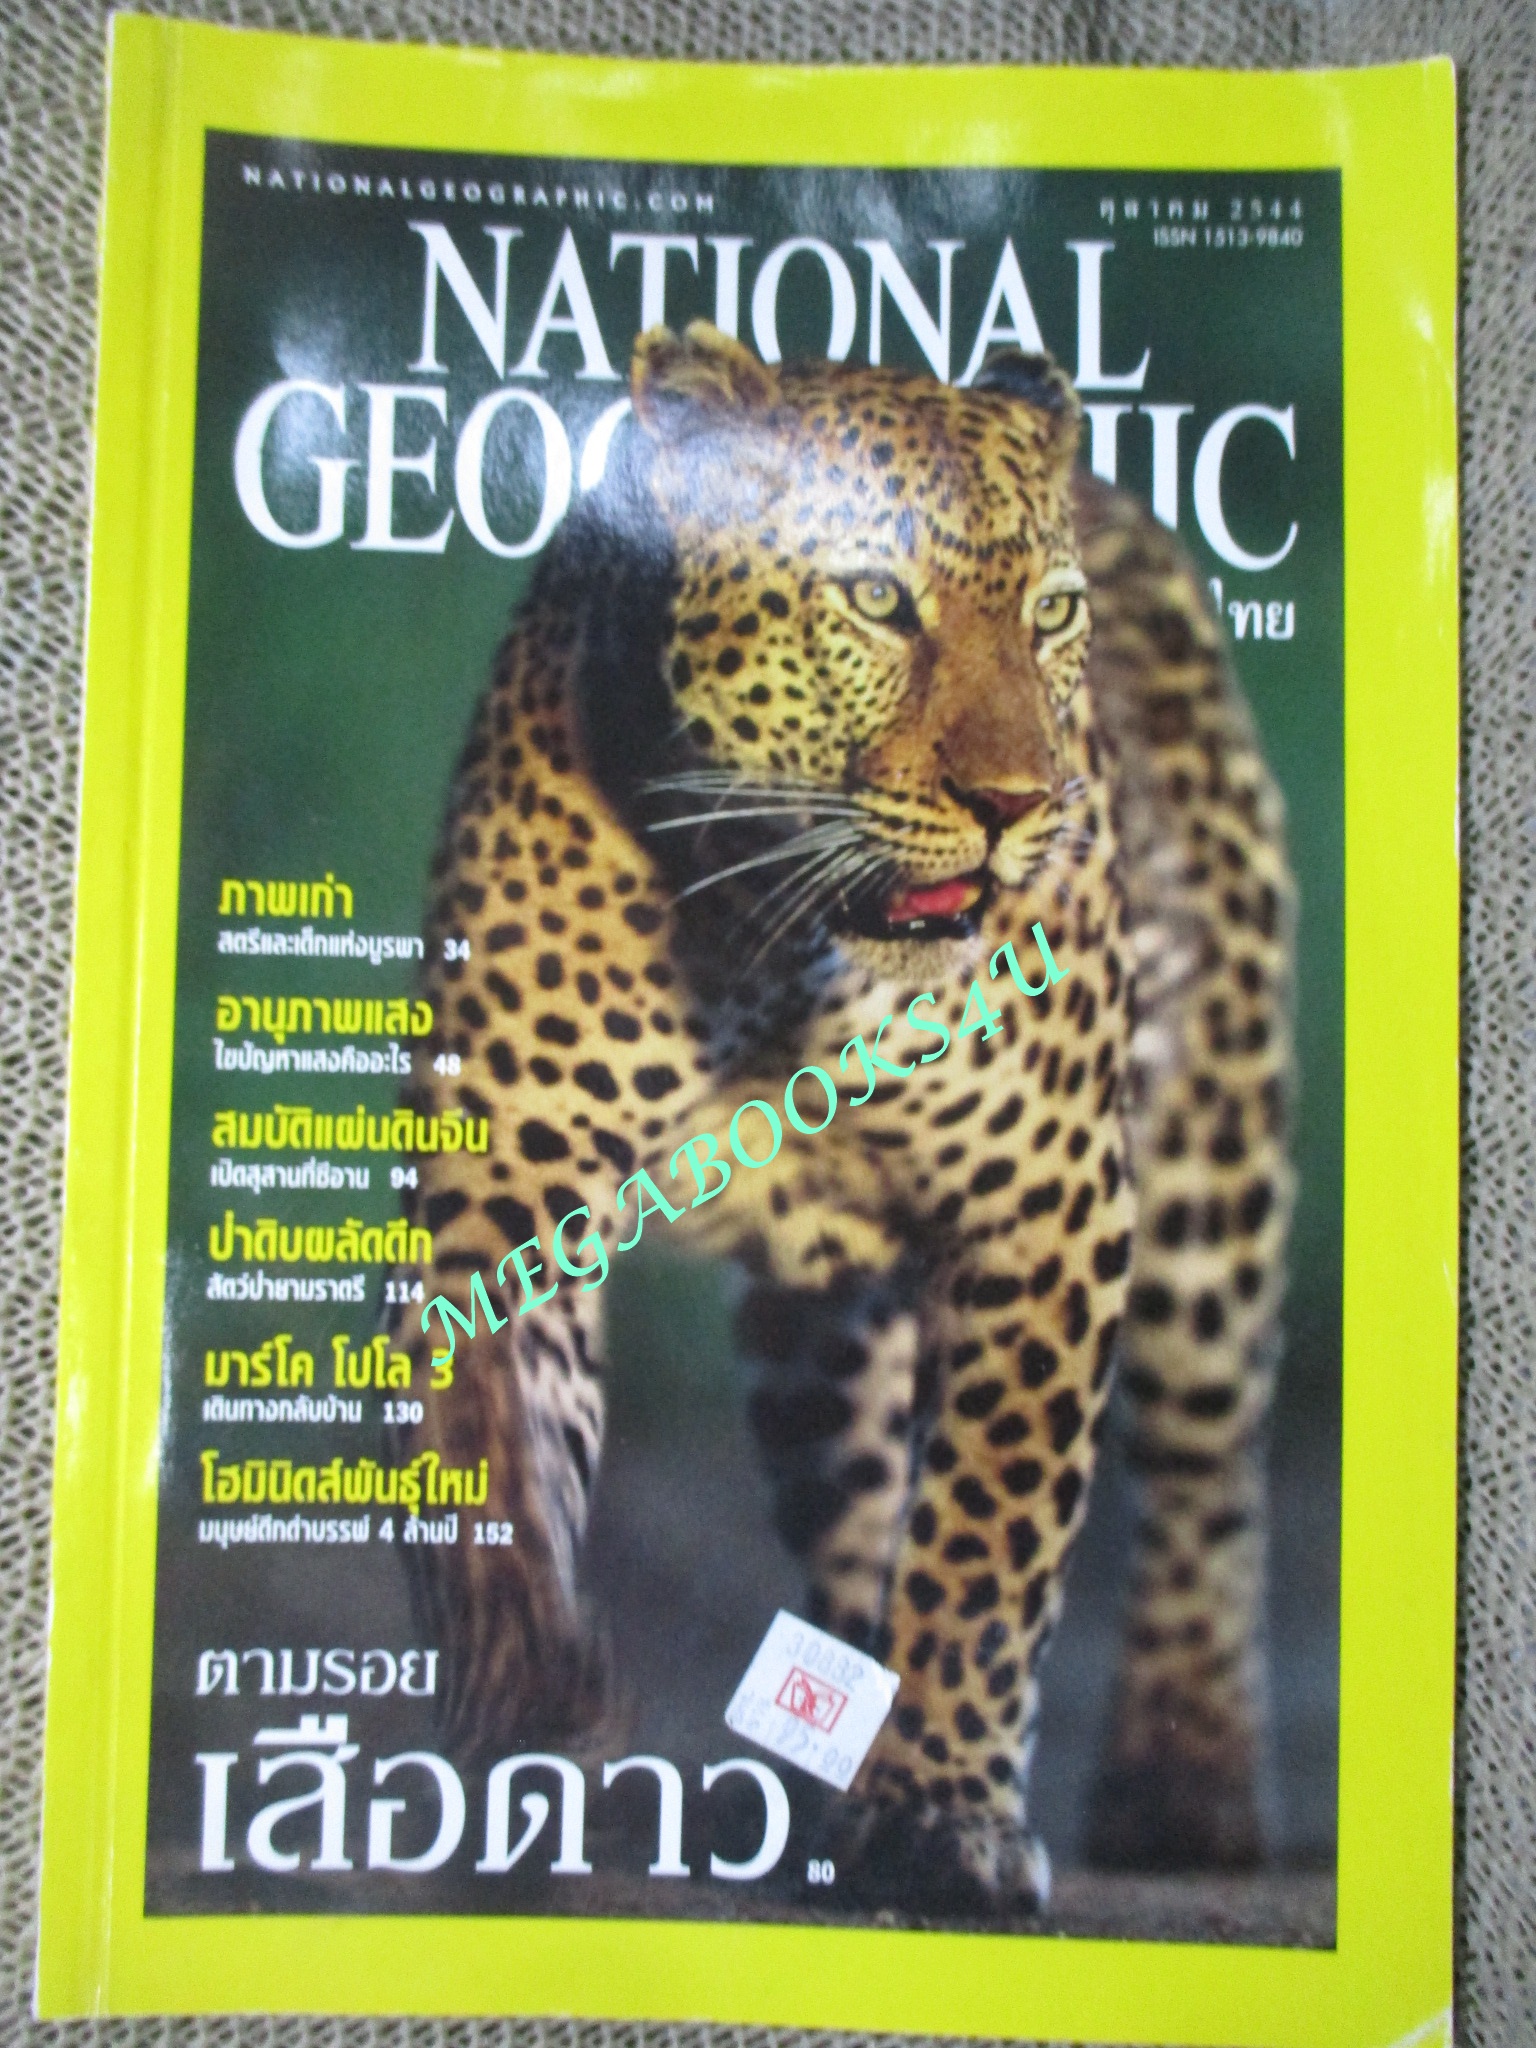 NATIONALGEOGRAPHIC.COM
ตุลาคม 2544
ISSN 1513-9840
NATIONAL
GEOG HIC
ไทย
ภาพเก่า
สตรีและเด็กแห่งบูรพา 34
อานุภาพแสง
ไขปัญหาแสงคืออะไร 48
สมบัติแผ่นดินจีน
เปิดสุสานที่ซีอาน 94
ป่าดิบผลัดดึก
สัตว์ป่ายามราตรี 114
มาร์โค โปโล 3
เดินทางกลับบ้าน 130
โฮมินิดส์พันธุ์ใหม่
มนุษย์ดึกดำบรรพ์ 4 ล้านปี 152
MEGABOOKS4U
ตามรอย
เสือดาว 80
30832